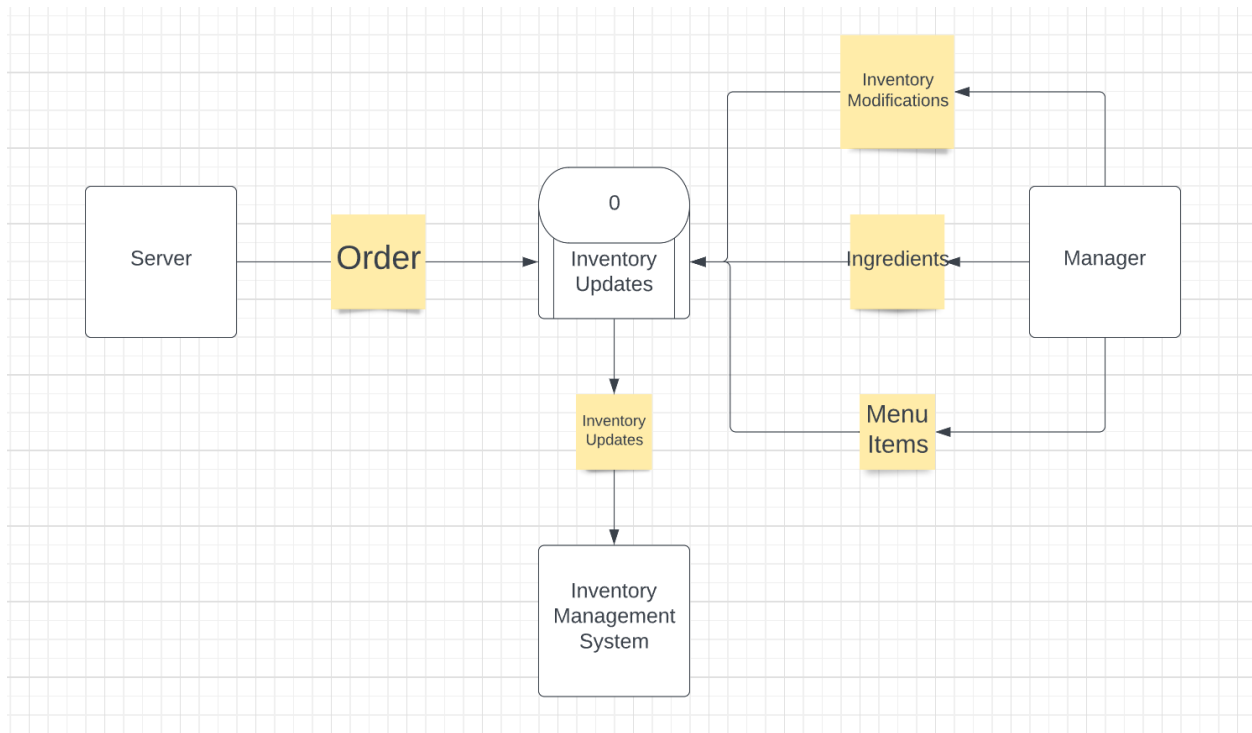 Inventory
Modifications
0
Server
Order
Inventory
Updates
Ingredients
Manager
Inventory
Updates
Menu
Items
Inventory
Management
System